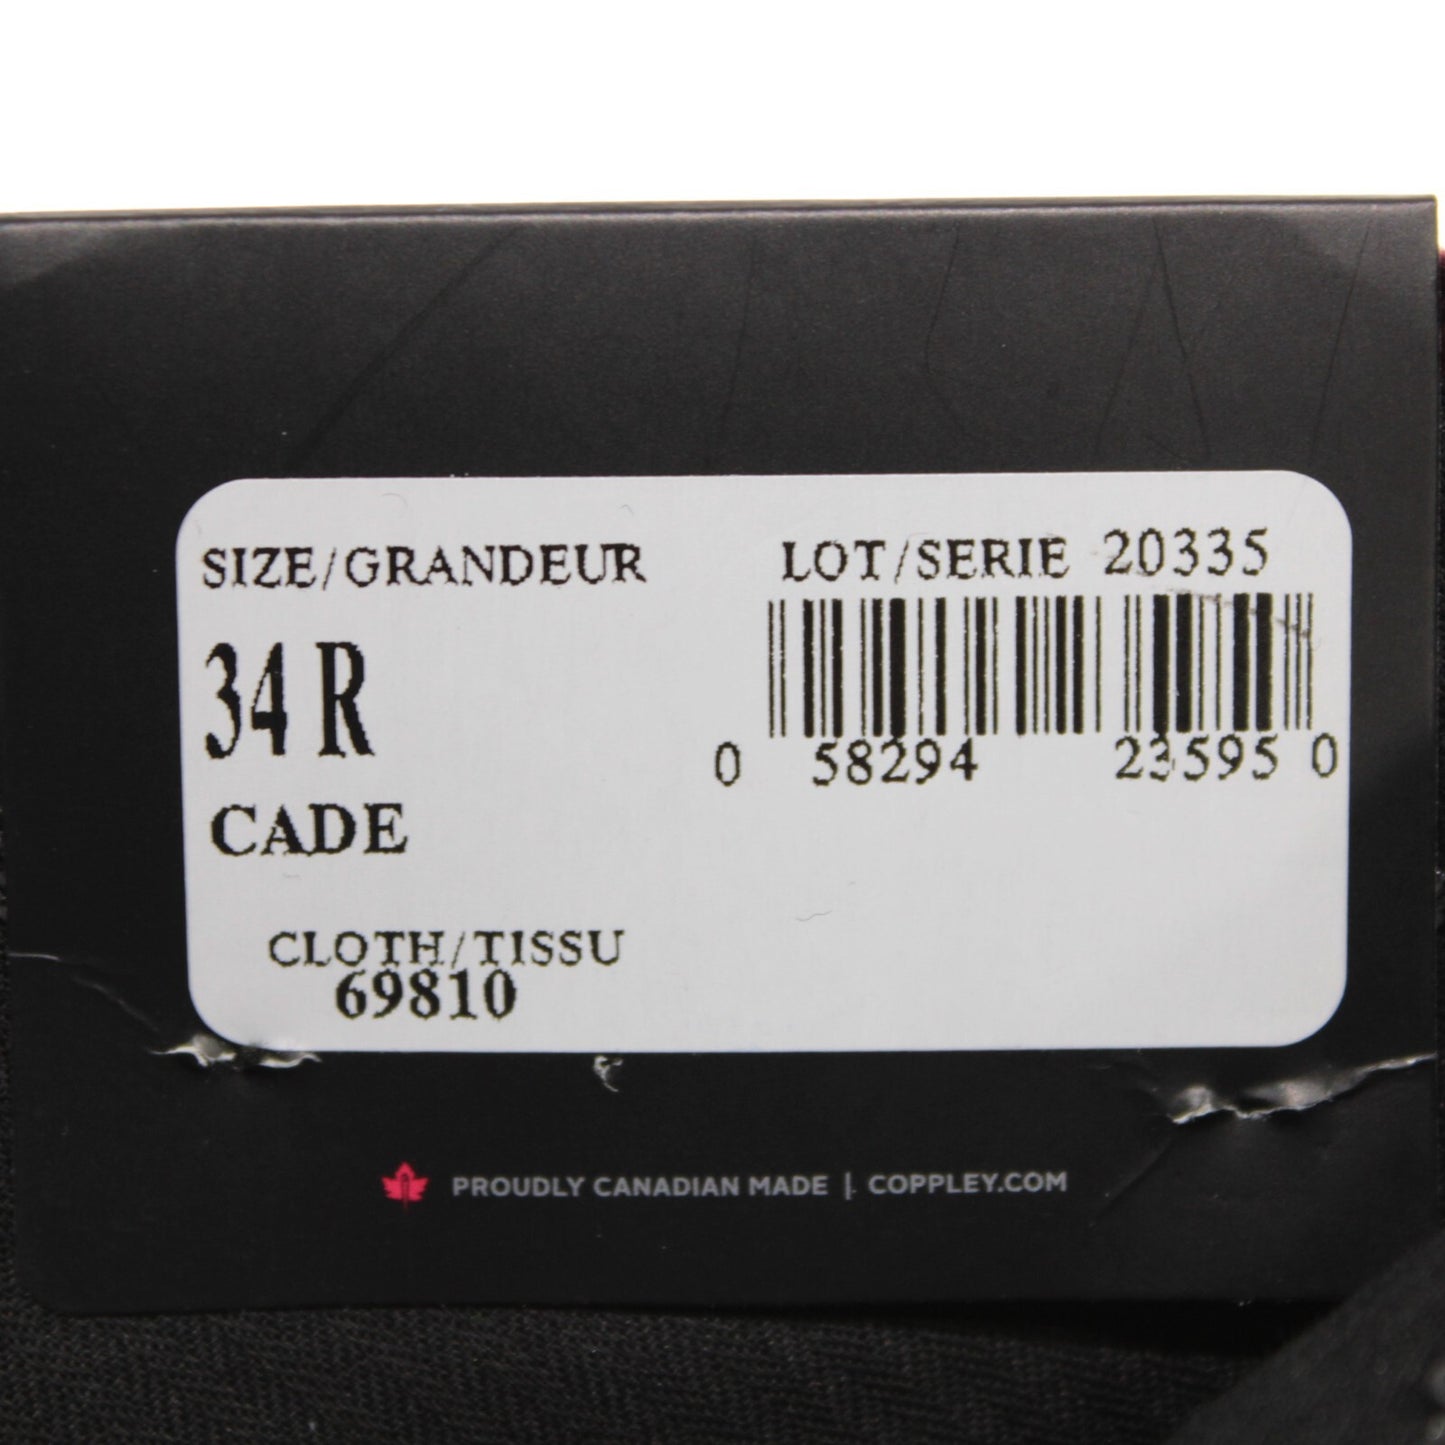 SIZE/GRANDEUR
34 R
CADE
CLOTH/TISSU
69810
LOT/SERIE 20335
0 58294 23595 0
PROUDLY CANADIAN MADE | COPPLEY.COM